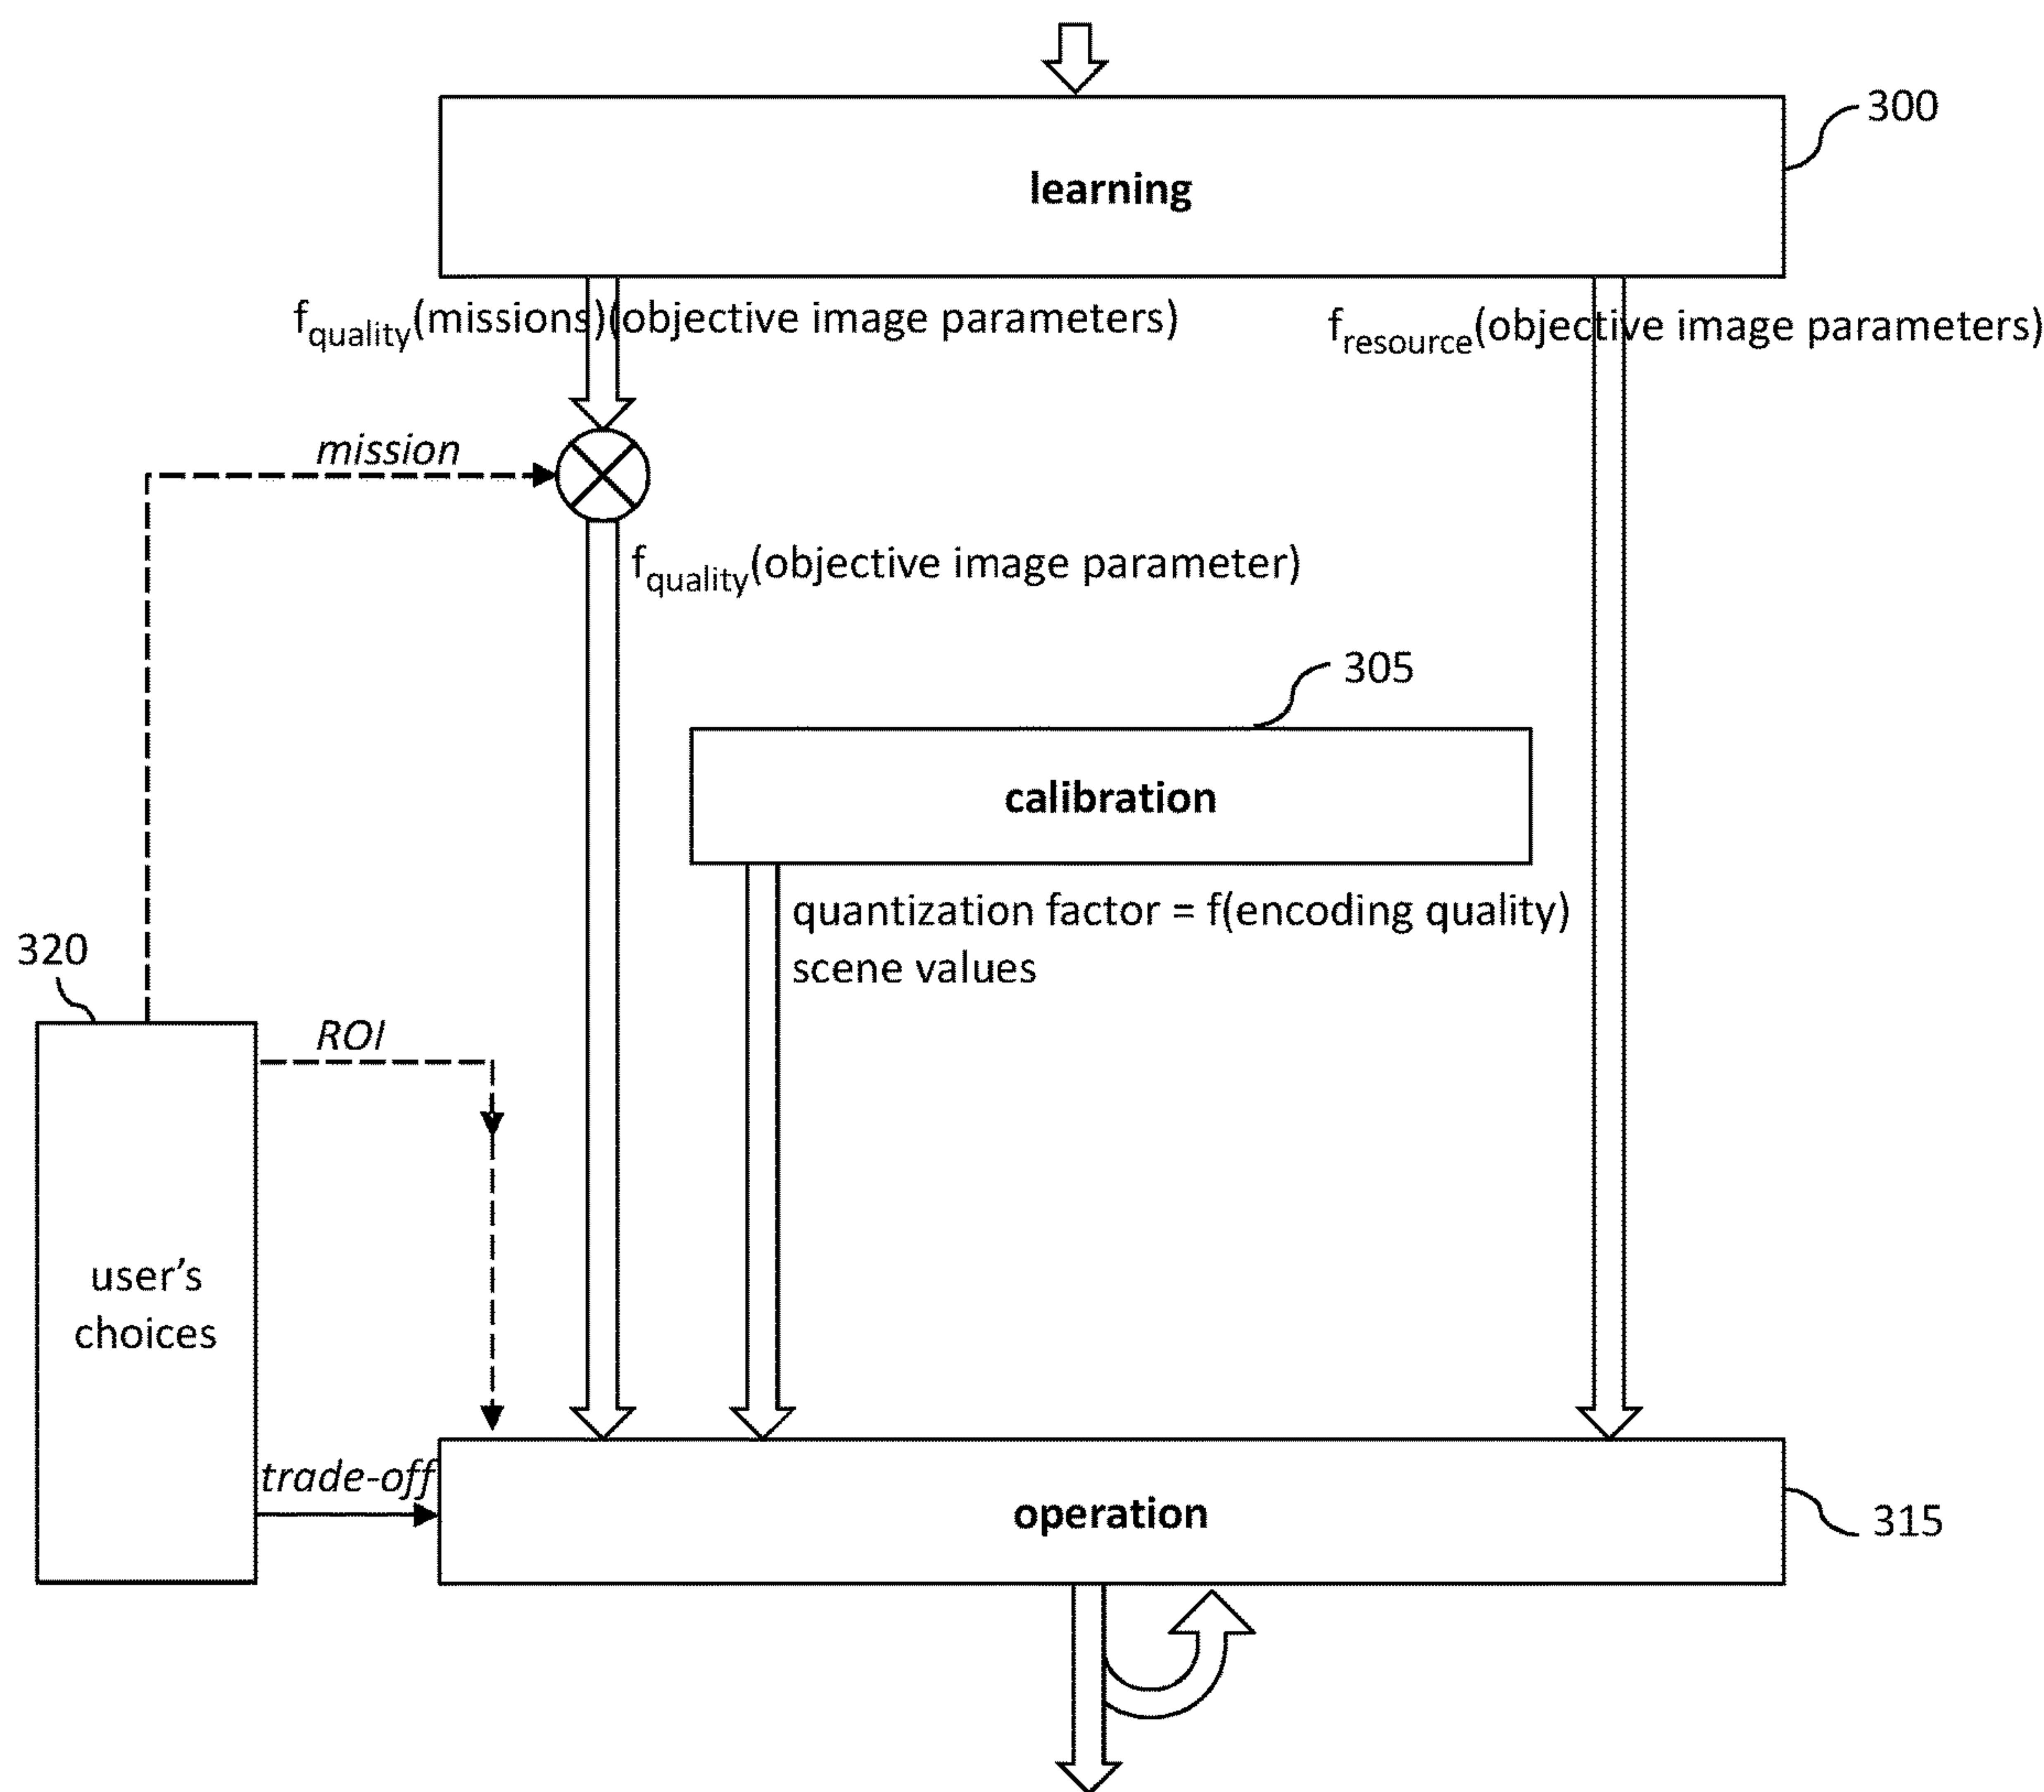 300
learning
fquality(missions)(objective image parameters)
fresource(objective image parameters)
mission
fquality(objective image parameter)
305
calibration
quantization factor = f(encoding quality)
scene values
320
ROI
user's
choices
trade-off
operation
315